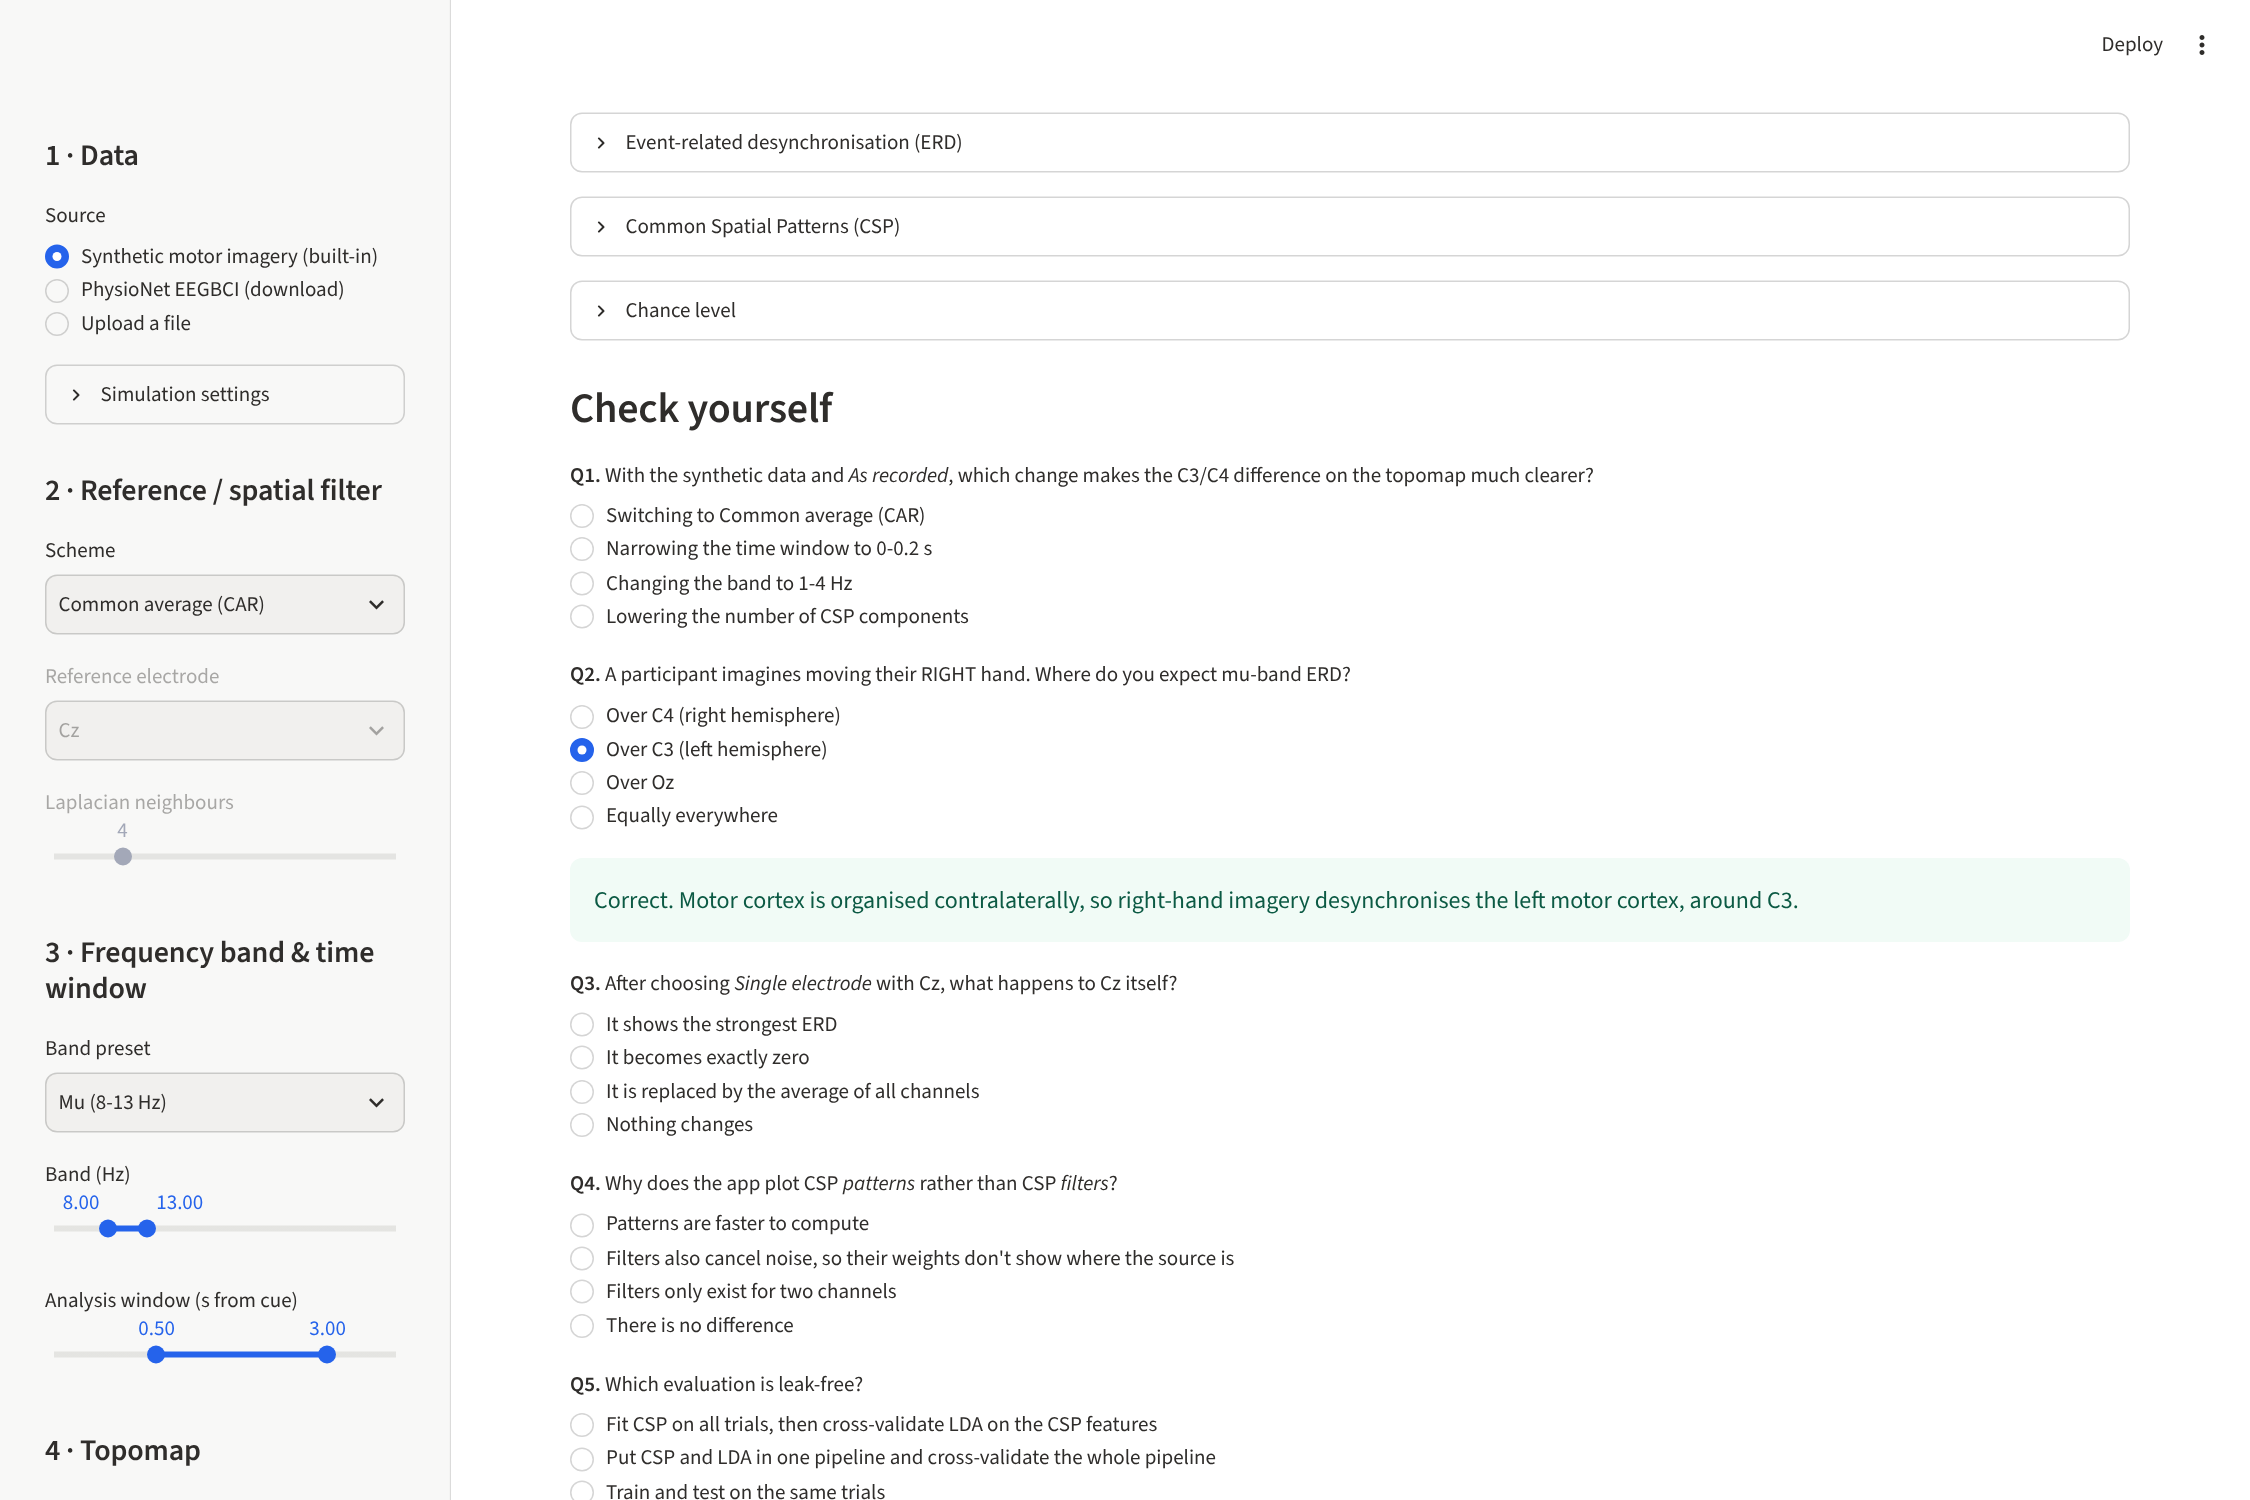 Deploy
1 · Data
Source
Synthetic motor imagery (built-in)
PhysioNet EEGBCI (download)
Upload a file
Simulation settings
2 · Reference / spatial filter
Scheme
Common average (CAR)
Reference electrode
Cz
Laplacian neighbours
4
3 · Frequency band & time
window
Band preset
Mu (8-13 Hz)
Band (Hz)
8.00 13.00
Analysis window (s from cue)
0.50 3.00
4 · Topomap
Event-related desynchronisation (ERD)
Common Spatial Patterns (CSP)
Chance level
Check yourself
Q1. With the synthetic data and As recorded, which change makes the C3/C4 difference on the topomap much clearer?
Switching to Common average (CAR)
Narrowing the time window to 0-0.2 s
Changing the band to 1-4 Hz
Lowering the number of CSP components
Q2. A participant imagines moving their RIGHT hand. Where do you expect mu-band ERD?
Over C4 (right hemisphere)
Over C3 (left hemisphere)
Over Oz
Equally everywhere
Correct. Motor cortex is organised contralaterally, so right-hand imagery desynchronises the left motor cortex, around C3.
Q3. After choosing Single electrode with Cz, what happens to Cz itself?
It shows the strongest ERD
It becomes exactly zero
It is replaced by the average of all channels
Nothing changes
Q4. Why does the app plot CSP patterns rather than CSP filters?
Patterns are faster to compute
Filters also cancel noise, so their weights don't show where the source is
Filters only exist for two channels
There is no difference
Q5. Which evaluation is leak-free?
Fit CSP on all trials, then cross-validate LDA on the CSP features
Put CSP and LDA in one pipeline and cross-validate the whole pipeline
Train and test on the same trials